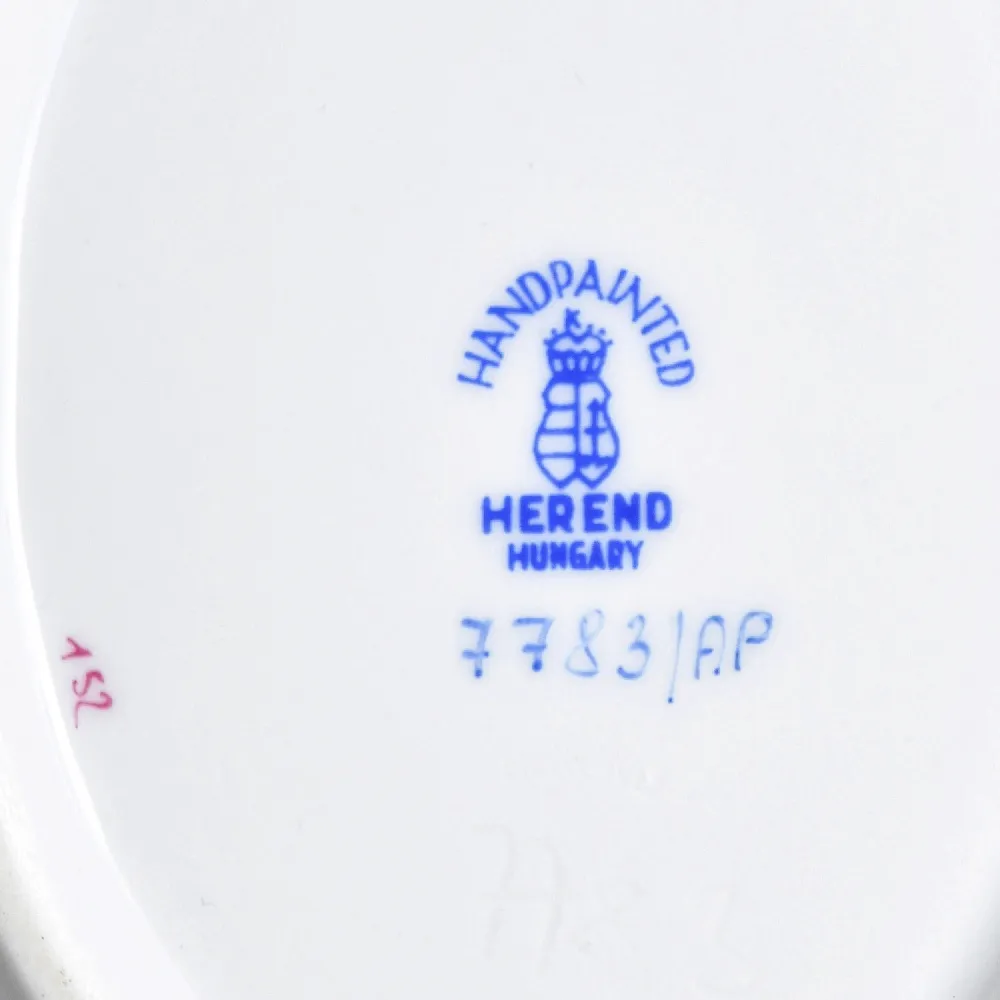 HANDPAINTED
HEREND
HUNGARY
7783/AP
152